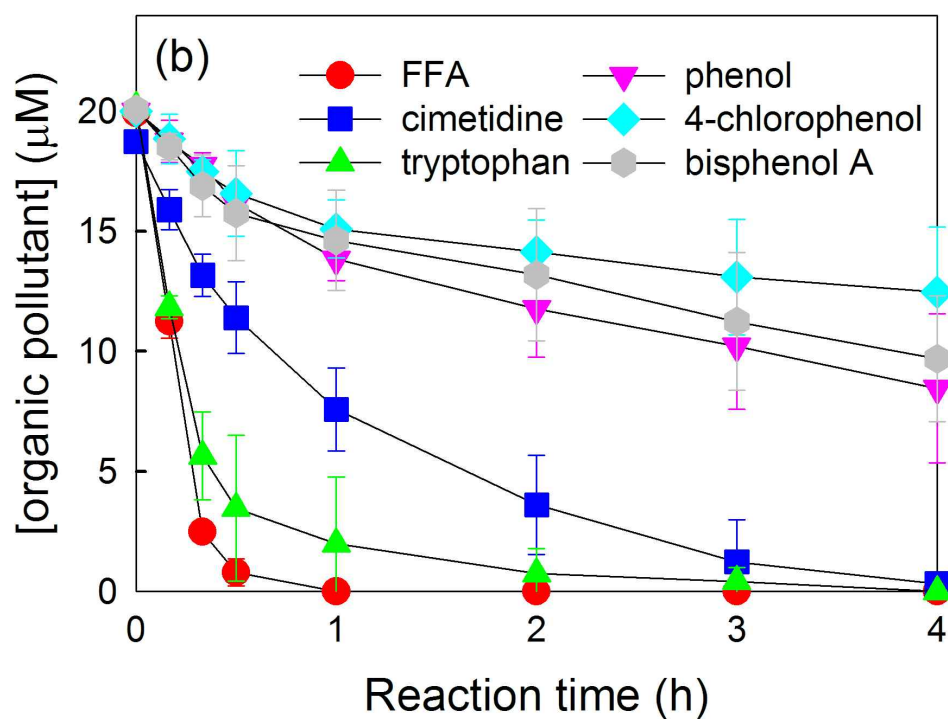 (b)
FFA
cimetidine
tryptophan
phenol
4-chlorophenol
bisphenol A
[organic pollutant] (μM)
20
15
10
5
0
0 1 2 3 4
Reaction time (h)